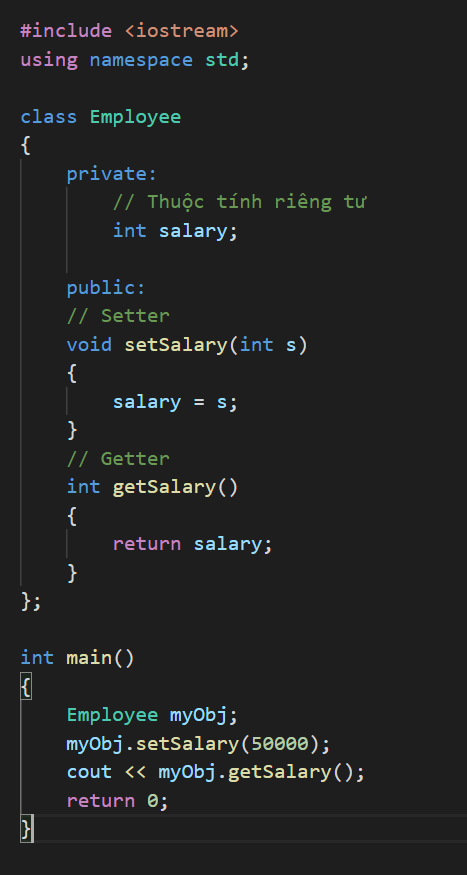 #include <iostream>
using namespace std;
class Employee
{
private:
// Thuộc tính riêng tư
int salary;
public:
// Setter
void setSalary(int s)
{
salary = s;
}
// Getter
int getSalary()
{
return salary;
}
};
int main()
{
Employee myObj;
myObj.setSalary(50000);
cout << myObj.getSalary();
return 0;
}